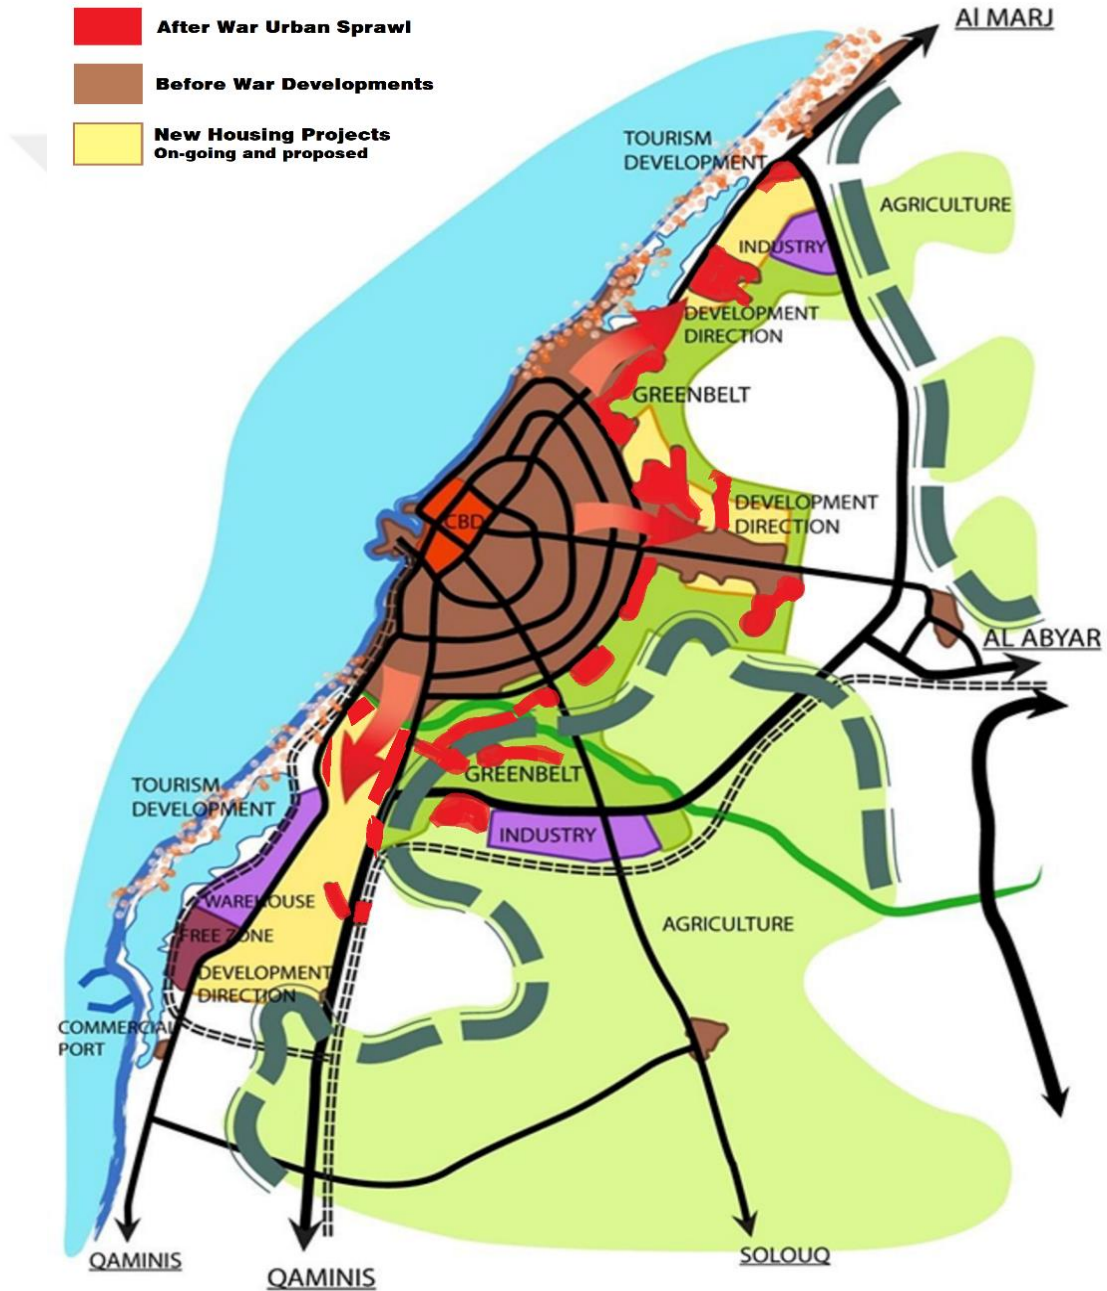 After War Urban Sprawl
Before War Developments
New Housing Projects
On-going and proposed
Al MARJ
TOURISM
DEVELOPMENT
AGRICULTURE
INDUSTRY
DEVELOPMENT
DIRECTION
GREENBELT
DEVELOPMENT
DIRECTION
CBD
AL ABYAR
TOURISM
DEVELOPMENT
GREENBELT
INDUSTRY
WAREHOUSE
FREE ZONE
AGRICULTURE
DEVELOPMENT
DIRECTION
COMMERCIAL
PORT
QAMINIS
QAMINIS
SOLOUQ